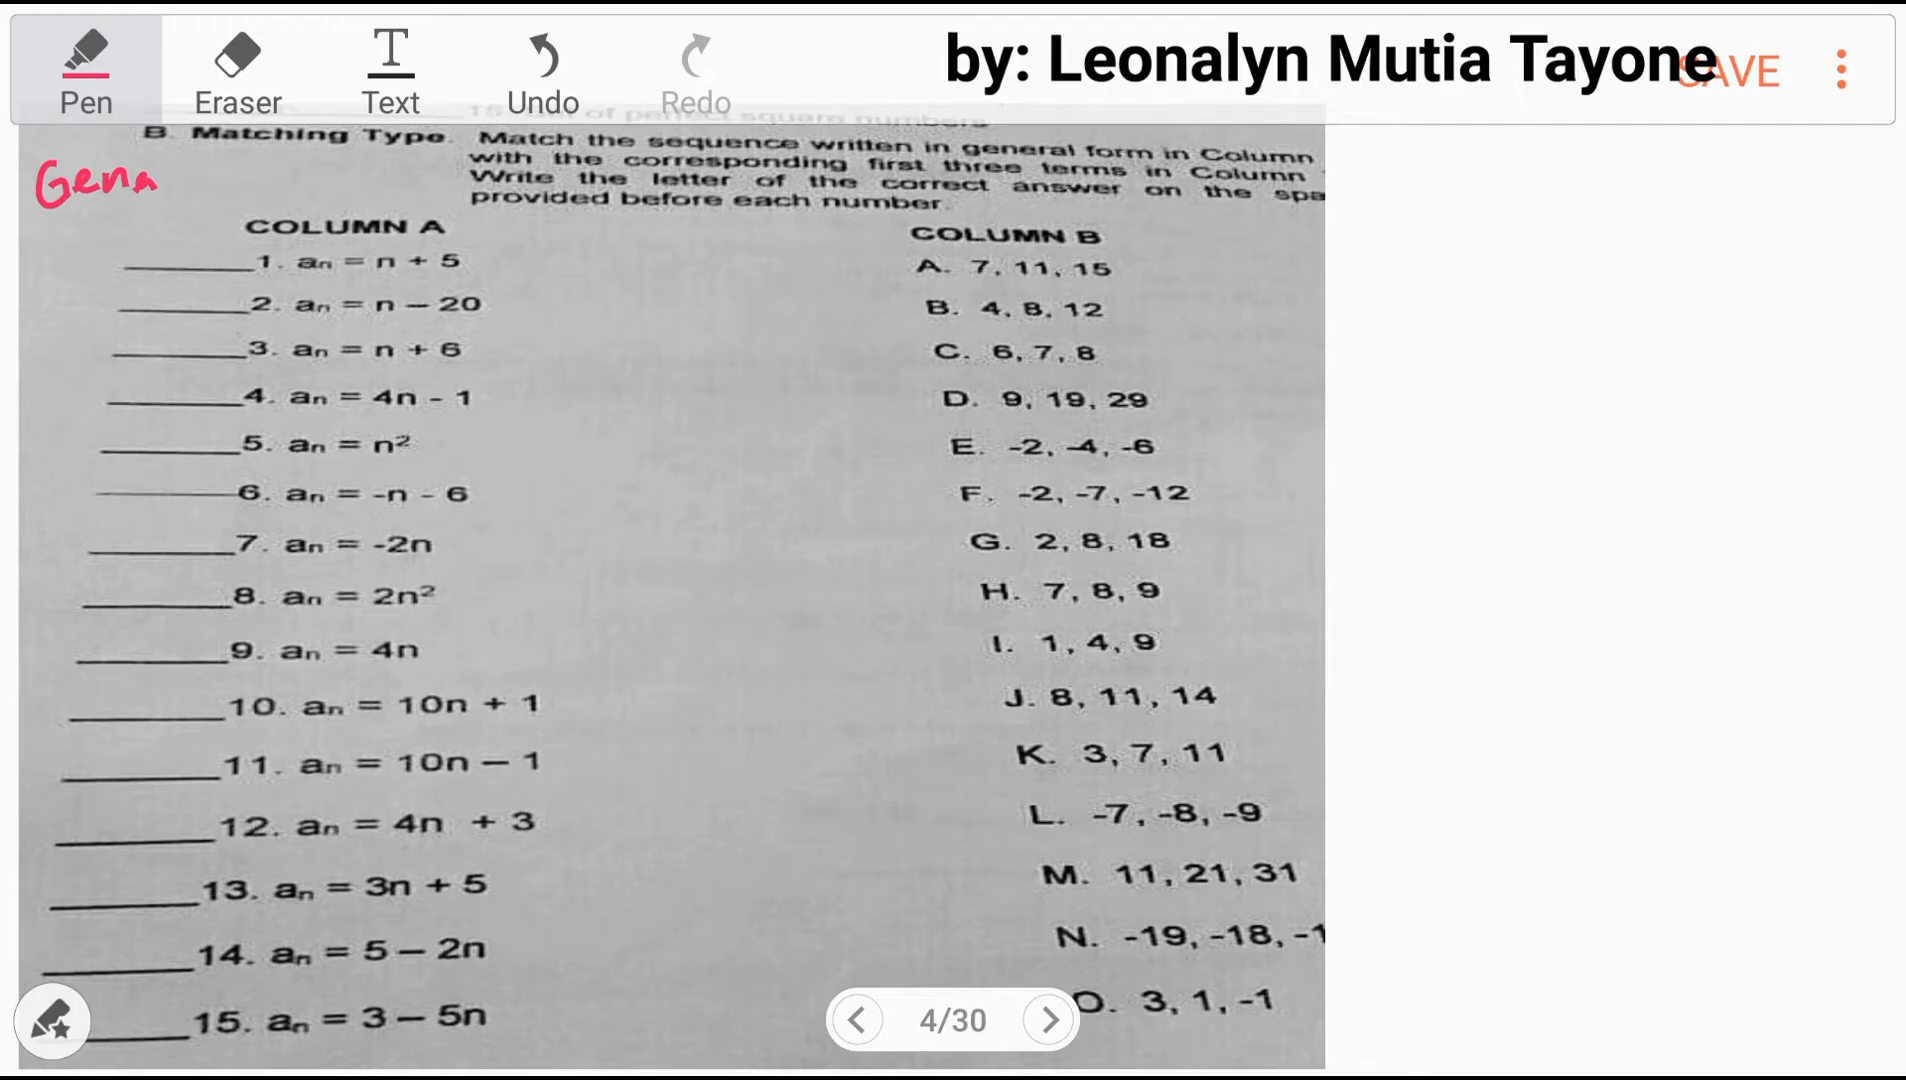 by: Leonalyn Mutia Tayone
SAVE
Pen
Eraser
Text
Undo
Redo
of perfect square numbers
B. Matching Type. Match the sequence written in general form in Column
with the corresponding first three terms in Column
Write the letter of the correct answer on the spa
provided before each number.
Gena
COLUMN A
1. aₙ = n + 5
2. aₙ = n – 20
3. aₙ = n + 6
4. aₙ = 4n - 1
5. aₙ = n²
6. aₙ = -n - 6
7. aₙ = -2n
8. aₙ = 2n²
9. aₙ = 4n
10. aₙ = 10n + 1
11. aₙ = 10n – 1
12. aₙ = 4n + 3
13. aₙ = 3n + 5
14. aₙ = 5 – 2n
15. aₙ = 3 – 5n
COLUMN B
A. 7, 11, 15
B. 4, 8, 12
C. 6, 7, 8
D. 9, 19, 29
E. -2, -4, -6
F. -2, -7, -12
G. 2, 8, 18
H. 7, 8, 9
I. 1, 4, 9
J. 8, 11, 14
K. 3, 7, 11
L. -7, -8, -9
M. 11, 21, 31
N. -19, -18, -1
O. 3, 1, -1
4/30